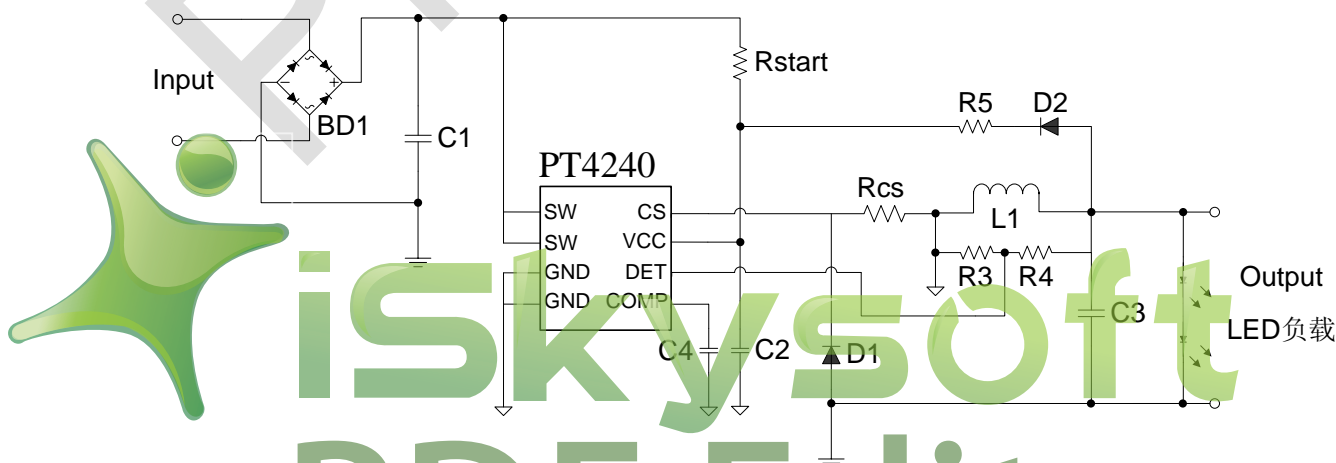 Input
BD1
C1
Rstart
R5 D2
PT4240
SW CS
SW VCC
GND DET
GND COMP
Rcs
L1
R3 R4
C4
C2
D1
C3
Output
LED负载
iskysoft